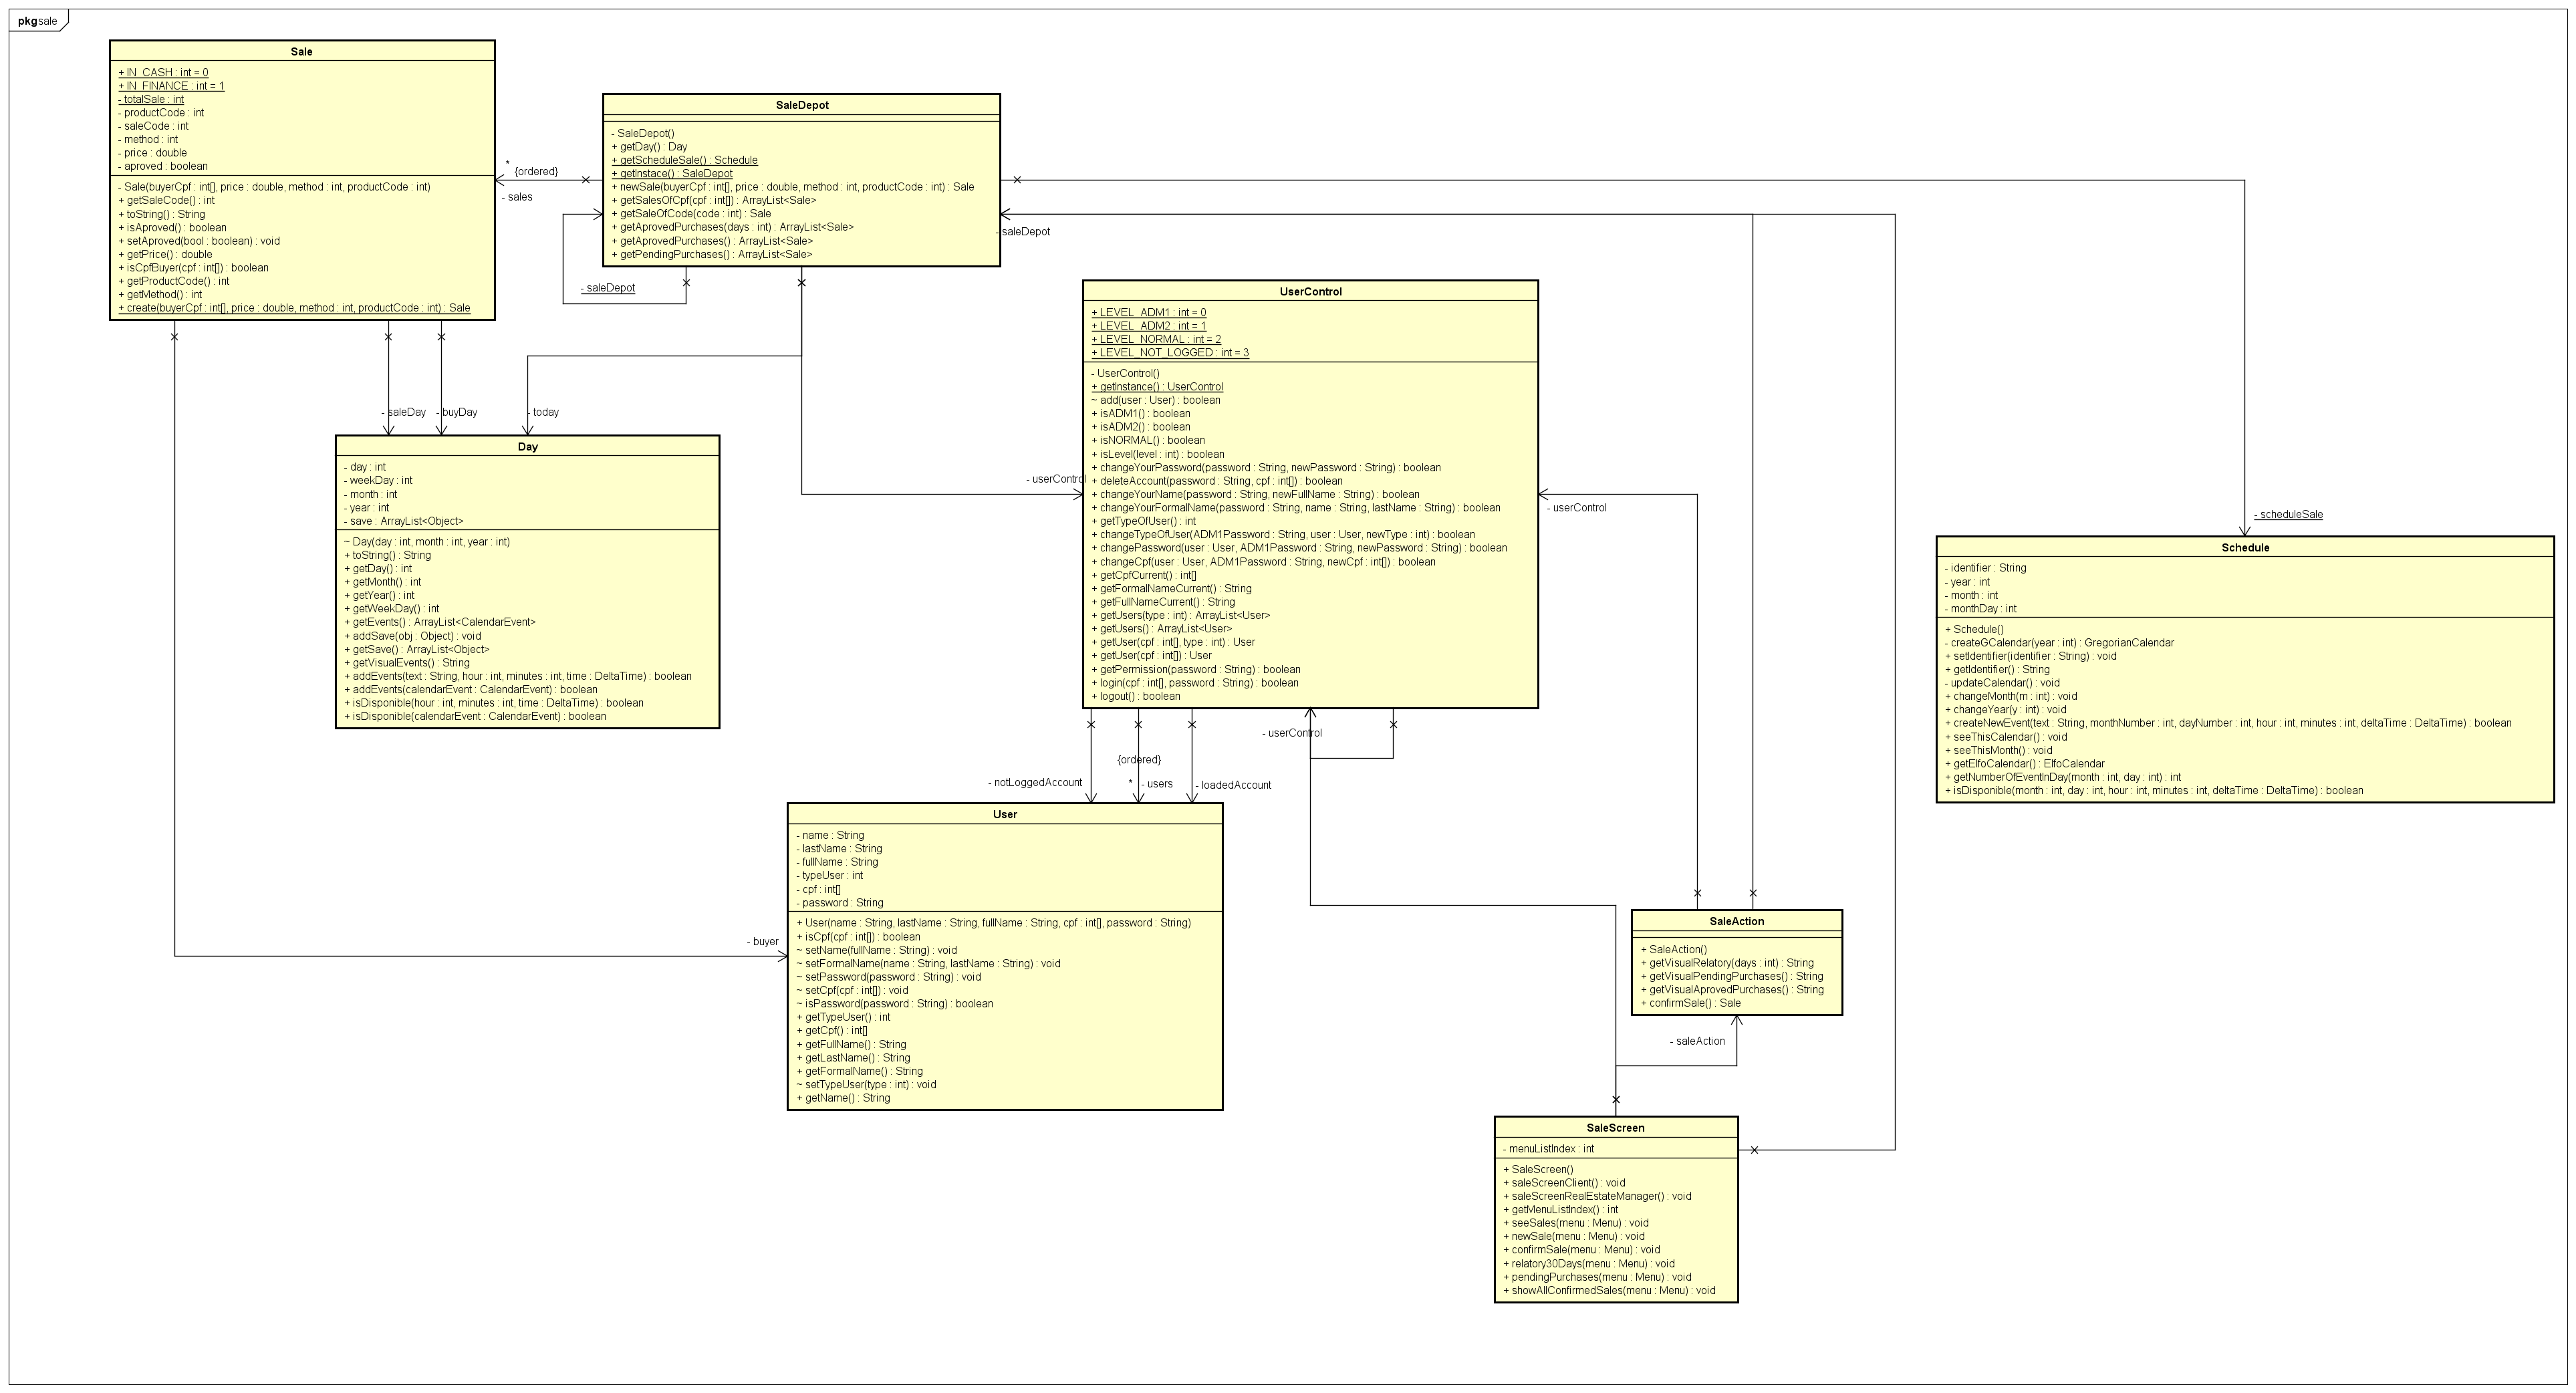 pkg sale
Sale
+ IN_CASH : int = 0
+ IN_FINANCE : int = 1
- totalSale : int
- productCode : int
- saleCode : int
- method : int
- price : double
- aproved : boolean
- Sale(buyerCpf : int[], price : double, method : int, productCode : int)
+ getSaleCode() : int
+ toString() : String
+ isAproved() : boolean
+ setAproved(bool : boolean) : void
+ getPrice() : double
+ isCpfBuyer(cpf : int[]) : boolean
+ getProductCode() : int
+ getMethod() : int
+ create(buyerCpf : int[], price : double, method : int, productCode : int) : Sale
*
{ordered}
- sales
SaleDepot
- SaleDepot()
+ getDay() : Day
+ getScheduleSale() : Schedule
+ getInstace() : SaleDepot
+ newSale(buyerCpf : int[], price : double, method : int, productCode : int) : Sale
+ getSalesOfCpf(cpf : int[]) : ArrayList<Sale>
+ getSaleOfCode(code : int) : Sale
+ getAprovedPurchases(days : int) : ArrayList<Sale>
+ getAprovedPurchases() : ArrayList<Sale>
+ getPendingPurchases() : ArrayList<Sale>
- saleDepot
- saleDepot
- saleDay
- buyDay
- today
Day
- day : int
- weekDay : int
- month : int
- year : int
- save : ArrayList<Object>
~ Day(day : int, month : int, year : int)
+ toString() : String
+ getDay() : int
+ getMonth() : int
+ getYear() : int
+ getWeekDay() : int
+ getEvents() : ArrayList<CalendarEvent>
+ addSave(obj : Object) : void
+ getSave() : ArrayList<Object>
+ getVisualEvents() : String
+ addEvents(text : String, hour : int, minutes : int, time : DeltaTime) : boolean
+ addEvents(calendarEvent : CalendarEvent) : boolean
+ isDisponible(hour : int, minutes : int, time : DeltaTime) : boolean
+ isDisponible(calendarEvent : CalendarEvent) : boolean
- userControl
UserControl
+ LEVEL_ADM1 : int = 0
+ LEVEL_ADM2 : int = 1
+ LEVEL_NORMAL : int = 2
+ LEVEL_NOT_LOGGED : int = 3
- UserControl()
+ getInstance() : UserControl
~ add(user : User) : boolean
+ isADM1() : boolean
+ isADM2() : boolean
+ isNORMAL() : boolean
+ isLevel(level : int) : boolean
+ changeYourPassword(password : String, newPassword : String) : boolean
+ deleteAccount(password : String, cpf : int[]) : boolean
+ changeYourName(password : String, newFullName : String) : boolean
+ changeYourFormalName(password : String, name : String, lastName : String) : boolean
+ getTypeOfUser() : int
+ changeTypeOfUser(ADM1Password : String, user : User, newType : int) : boolean
+ changePassword(user : User, ADM1Password : String, newPassword : String) : boolean
+ changeCpf(user : User, ADM1Password : String, newCpf : int[]) : boolean
+ getCpfCurrent() : int[]
+ getFormalNameCurrent() : String
+ getFullNameCurrent() : String
+ getUsers(type : int) : ArrayList<User>
+ getUsers() : ArrayList<User>
+ getUser(cpf : int[], type : int) : User
+ getUser(cpf : int[]) : User
+ getPermission(password : String) : boolean
+ login(cpf : int[], password : String) : boolean
+ logout() : boolean
- userControl
- userControl
{ordered}
- notLoggedAccount
*
- users
- loadedAccount
- scheduleSale
Schedule
- identifier : String
- year : int
- month : int
- monthDay : int
+ Schedule()
- createGCalendar(year : int) : GregorianCalendar
+ setIdentifier(identifier : String) : void
+ getIdentifier() : String
- updateCalendar() : void
+ changeMonth(m : int) : void
+ changeYear(y : int) : void
+ createNewEvent(text : String, monthNumber : int, dayNumber : int, hour : int, minutes : int, deltaTime : DeltaTime) : boolean
+ seeThisCalendar() : void
+ seeThisMonth() : void
+ getElfoCalendar() : ElfoCalendar
+ getNumberOfEventInDay(month : int, day : int) : int
+ isDisponible(month : int, day : int, hour : int, minutes : int, deltaTime : DeltaTime) : boolean
- buyer
User
- name : String
- lastName : String
- fullName : String
- typeUser : int
- cpf : int[]
- password : String
+ User(name : String, lastName : String, fullName : String, cpf : int[], password : String)
+ isCpf(cpf : int[]) : boolean
~ setName(fullName : String) : void
~ setFormalName(name : String, lastName : String) : void
~ setPassword(password : String) : void
~ setCpf(cpf : int[]) : void
~ isPassword(password : String) : boolean
+ getTypeUser() : int
+ getCpf() : int[]
+ getFullName() : String
+ getLastName() : String
+ getFormalName() : String
~ setTypeUser(type : int) : void
+ getName() : String
SaleAction
+ SaleAction()
+ getVisualRelatory(days : int) : String
+ getVisualPendingPurchases() : String
+ getVisualAprovedPurchases() : String
+ confirmSale() : Sale
- saleAction
SaleScreen
- menuListIndex : int
+ SaleScreen()
+ saleScreenClient() : void
+ saleScreenRealEstateManager() : void
+ getMenuListIndex() : int
+ seeSales(menu : Menu) : void
+ newSale(menu : Menu) : void
+ confirmSale(menu : Menu) : void
+ relatory30Days(menu : Menu) : void
+ pendingPurchases(menu : Menu) : void
+ showAllConfirmedSales(menu : Menu) : void